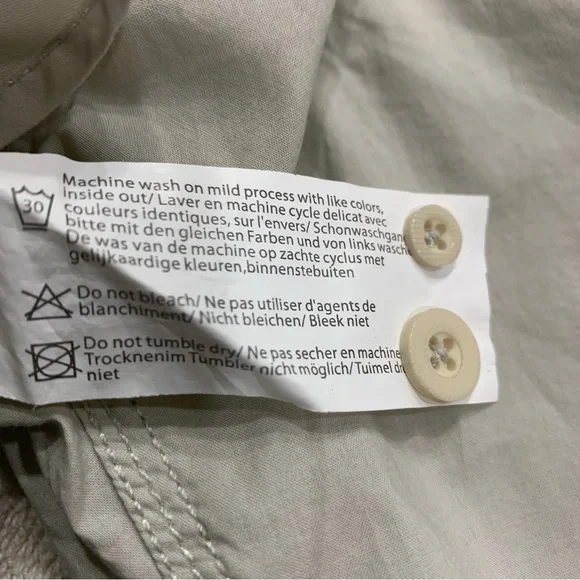 30
Machine wash on mild process with like colors,
inside out/ Laver en machine cycle delicat avec
couleurs identiques, sur l'envers/ Schonwaschgan
bitte mit den gleichen Farben und von links wasch
De was van de machine op zachte cyclus met
gelijkaardige kleuren,binnenstebuiten
Do not bleach/ Ne pas utiliser d'agents de
blanchiment/ Nicht bleichen/ Bleek niet
Do not tumble dry/ Ne pas secher en machine
Trocknenim Tumbler nicht möglich/ Tuimel d
niet